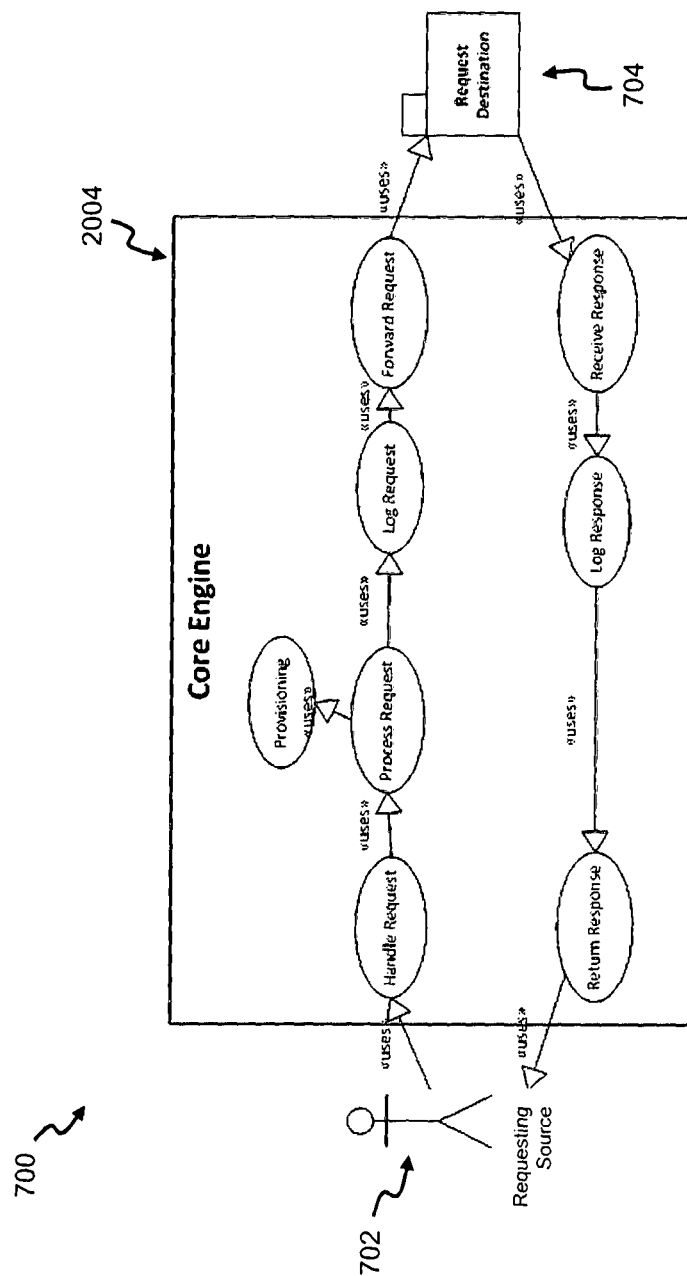 700
2004
Core Engine
702
Requesting
Source
«uses
Handle Request
«uses»
Process Request
«uses»
Provisioning
«uses»
Log Request
«uses»
Forward Request
«uses»
Request
Destination
704
«uses»
Receive Response
«uses»
Log Response
«uses»
Return Response
«uses»